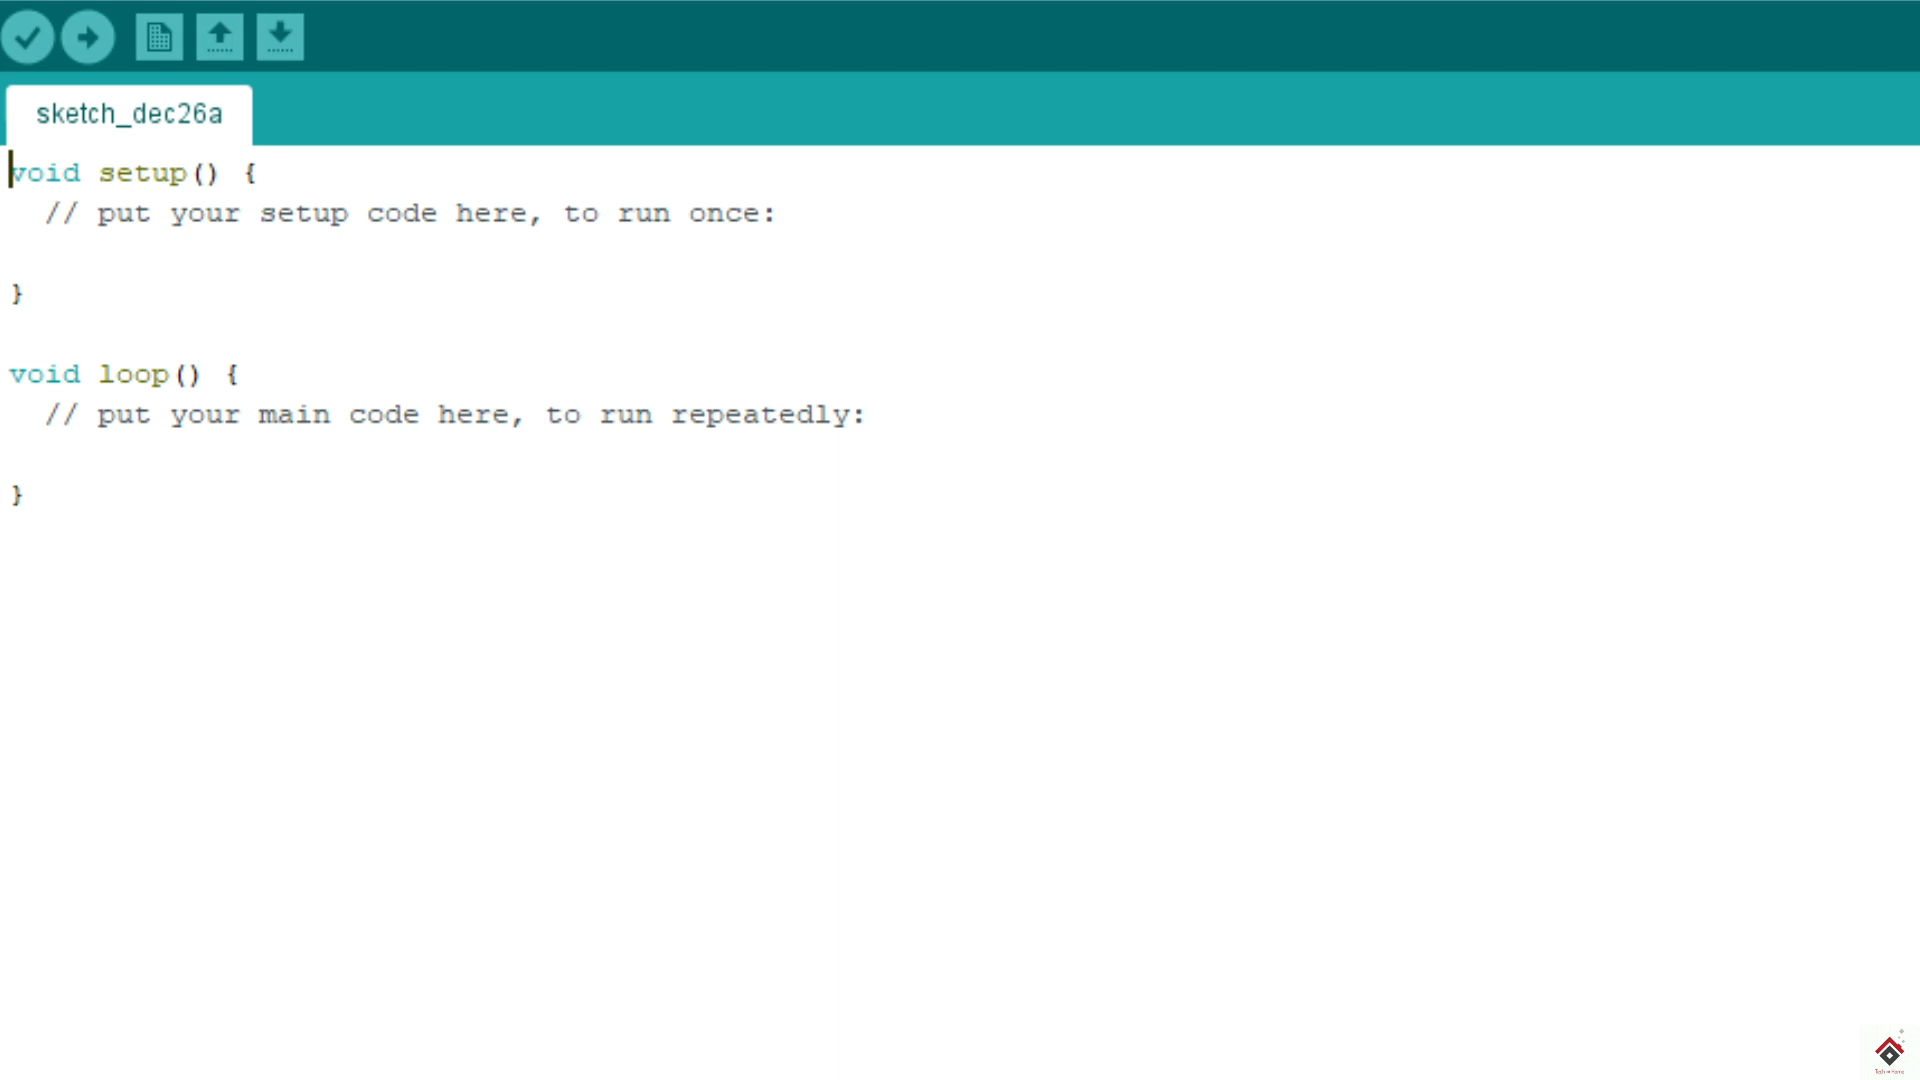 sketch_dec26a
void setup() {
  // put your setup code here, to run once:
}
void loop() {
  // put your main code here, to run repeatedly:
}